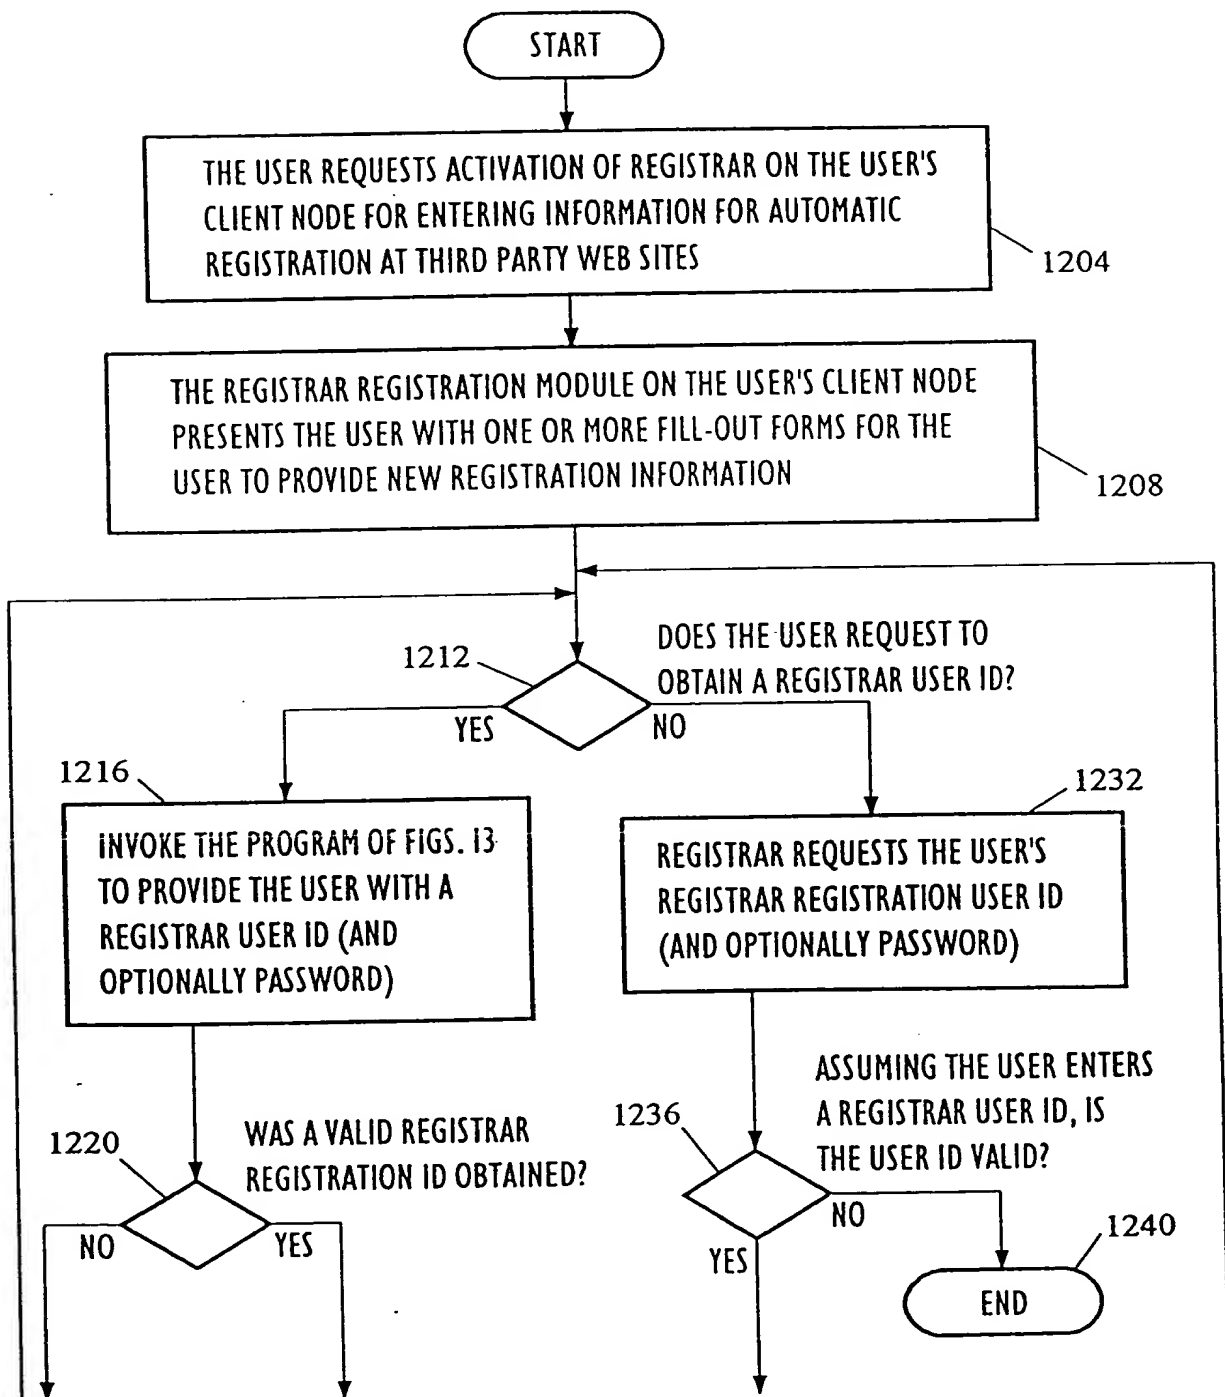 START
THE USER REQUESTS ACTIVATION OF REGISTRAR ON THE USER'S
CLIENT NODE FOR ENTERING INFORMATION FOR AUTOMATIC
REGISTRATION AT THIRD PARTY WEB SITES
1204
THE REGISTRAR REGISTRATION MODULE ON THE USER'S CLIENT NODE
PRESENTS THE USER WITH ONE OR MORE FILL-OUT FORMS FOR THE
USER TO PROVIDE NEW REGISTRATION INFORMATION
1208
1212
DOES THE USER REQUEST TO
OBTAIN A REGISTRAR USER ID?
YES
NO
1216
INVOKE THE PROGRAM OF FIGS. 13
TO PROVIDE THE USER WITH A
REGISTRAR USER ID (AND
OPTIONALLY PASSWORD)
1232
REGISTRAR REQUESTS THE USER'S
REGISTRAR REGISTRATION USER ID
(AND OPTIONALLY PASSWORD)
1220
WAS A VALID REGISTRAR
REGISTRATION ID OBTAINED?
NO
YES
1236
ASSUMING THE USER ENTERS
A REGISTRAR USER ID, IS
THE USER ID VALID?
NO
YES
1240
END